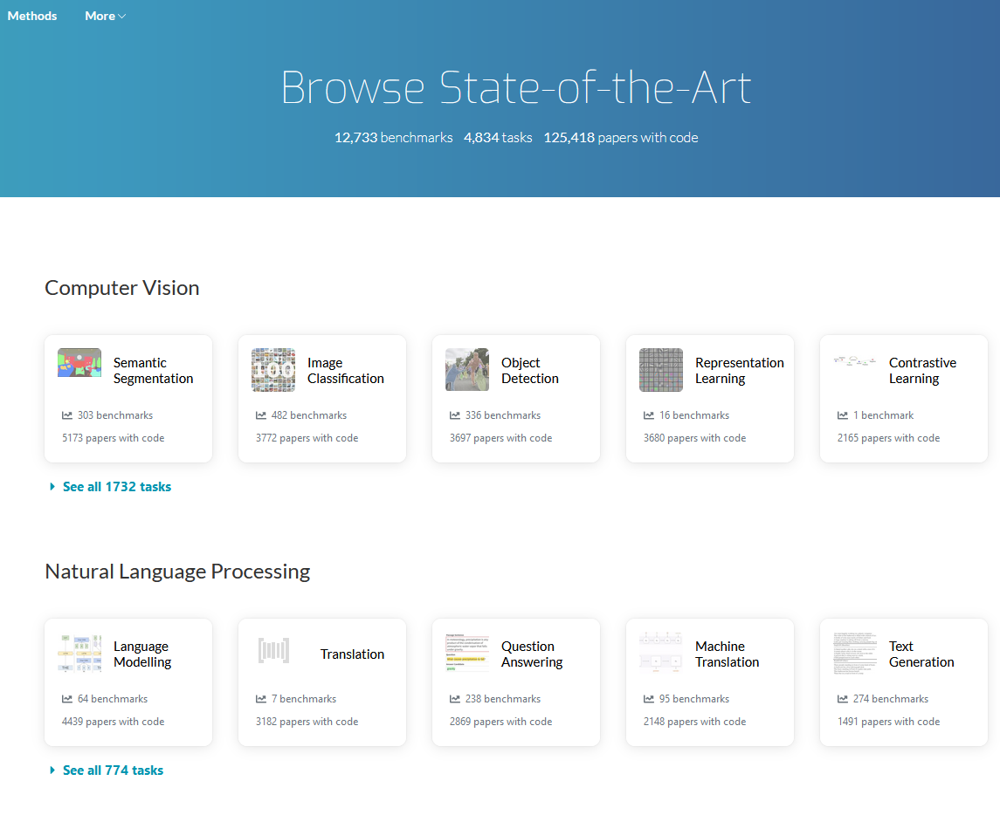 Methods More
Browse State-of-the-Art
12,733 benchmarks 4,834 tasks 125,418 papers with code
Computer Vision
Semantic Segmentation
303 benchmarks
5173 papers with code
Image Classification
482 benchmarks
3772 papers with code
Object Detection
336 benchmarks
3697 papers with code
Representation Learning
16 benchmarks
3680 papers with code
Contrastive Learning
1 benchmark
2165 papers with code
See all 1732 tasks
Natural Language Processing
Language Modelling
64 benchmarks
4439 papers with code
Translation
7 benchmarks
3182 papers with code
Question Answering
238 benchmarks
2869 papers with code
Machine Translation
95 benchmarks
2148 papers with code
Text Generation
274 benchmarks
1491 papers with code
See all 774 tasks